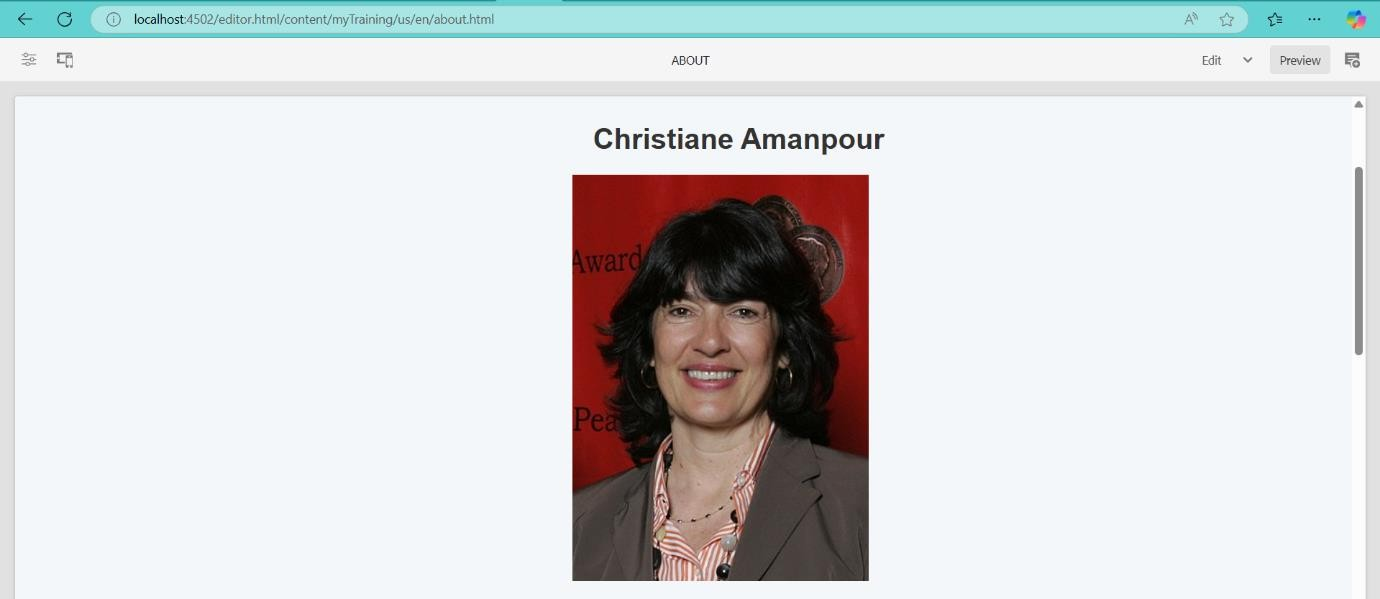 localhost:4502/editor.html/content/myTraining/us/en/about.html
ABOUT
Edit
Preview
Christiane Amanpour
Award
Pea